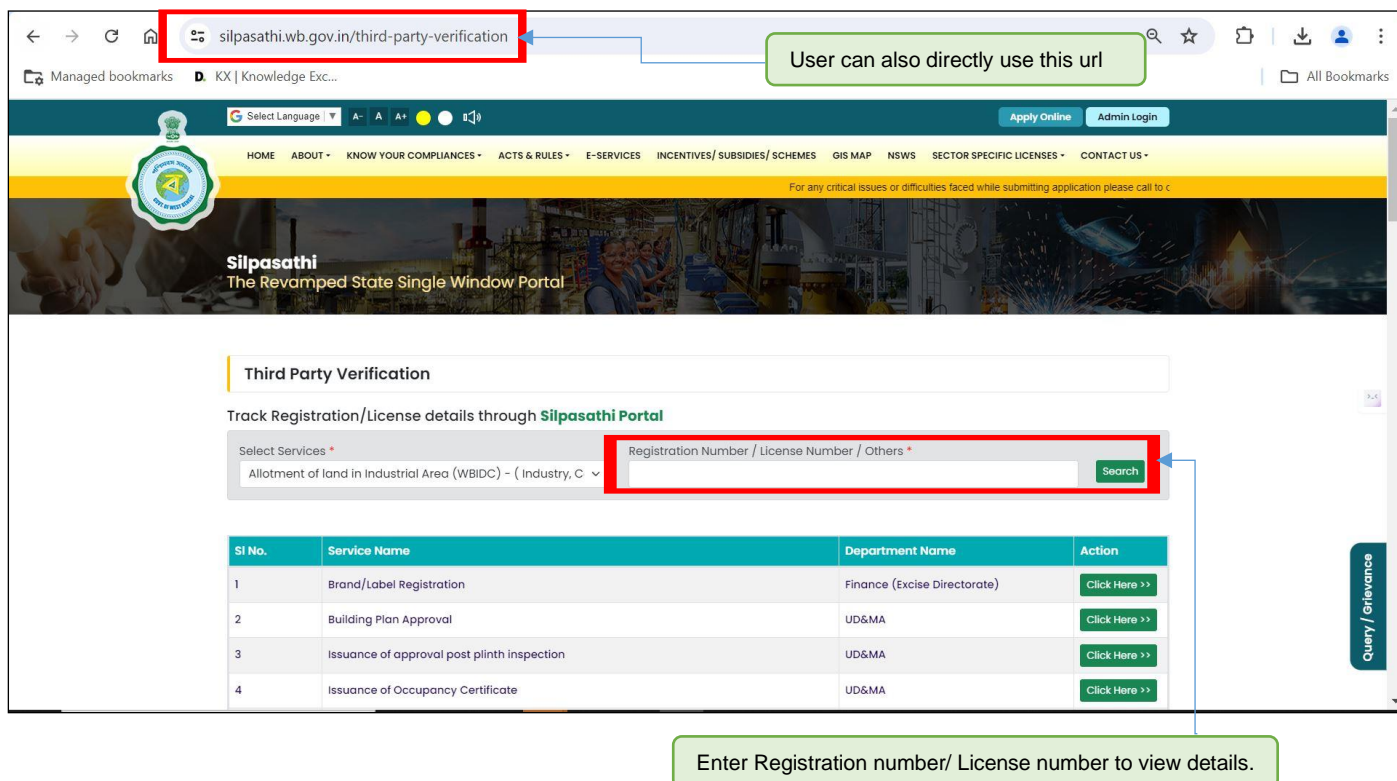 silpasathi.wb.gov.in/third-party-verification
User can also directly use this url
Managed bookmarks D. KX | Knowledge Exc... All Bookmarks
Select Language ▼ A- A A+ Apply Online Admin Login
HOME ABOUT KNOW YOUR COMPLIANCES ACTS & RULES E-SERVICES INCENTIVES/ SUBSIDIES/ SCHEMES GIS MAP NSWS SECTOR SPECIFIC LICENSES CONTACT US
For any critical issues or difficulties faced while submitting application please call to c
Silpasathi
The Revamped State Single Window Portal
Third Party Verification
Track Registration/License details through Silpasathi Portal
Select Services * Registration Number / License Number / Others *
Allotment of land in Industrial Area (WBIDC) - ( Industry, C Search
Sl No. Service Name Department Name Action
1 Brand/Label Registration Finance (Excise Directorate) Click Here >>
2 Building Plan Approval UD&MA Click Here >>
3 Issuance of approval post plinth inspection UD&MA Click Here >>
4 Issuance of Occupancy Certificate UD&MA Click Here >>
Query / Grievance
Enter Registration number/ License number to view details.